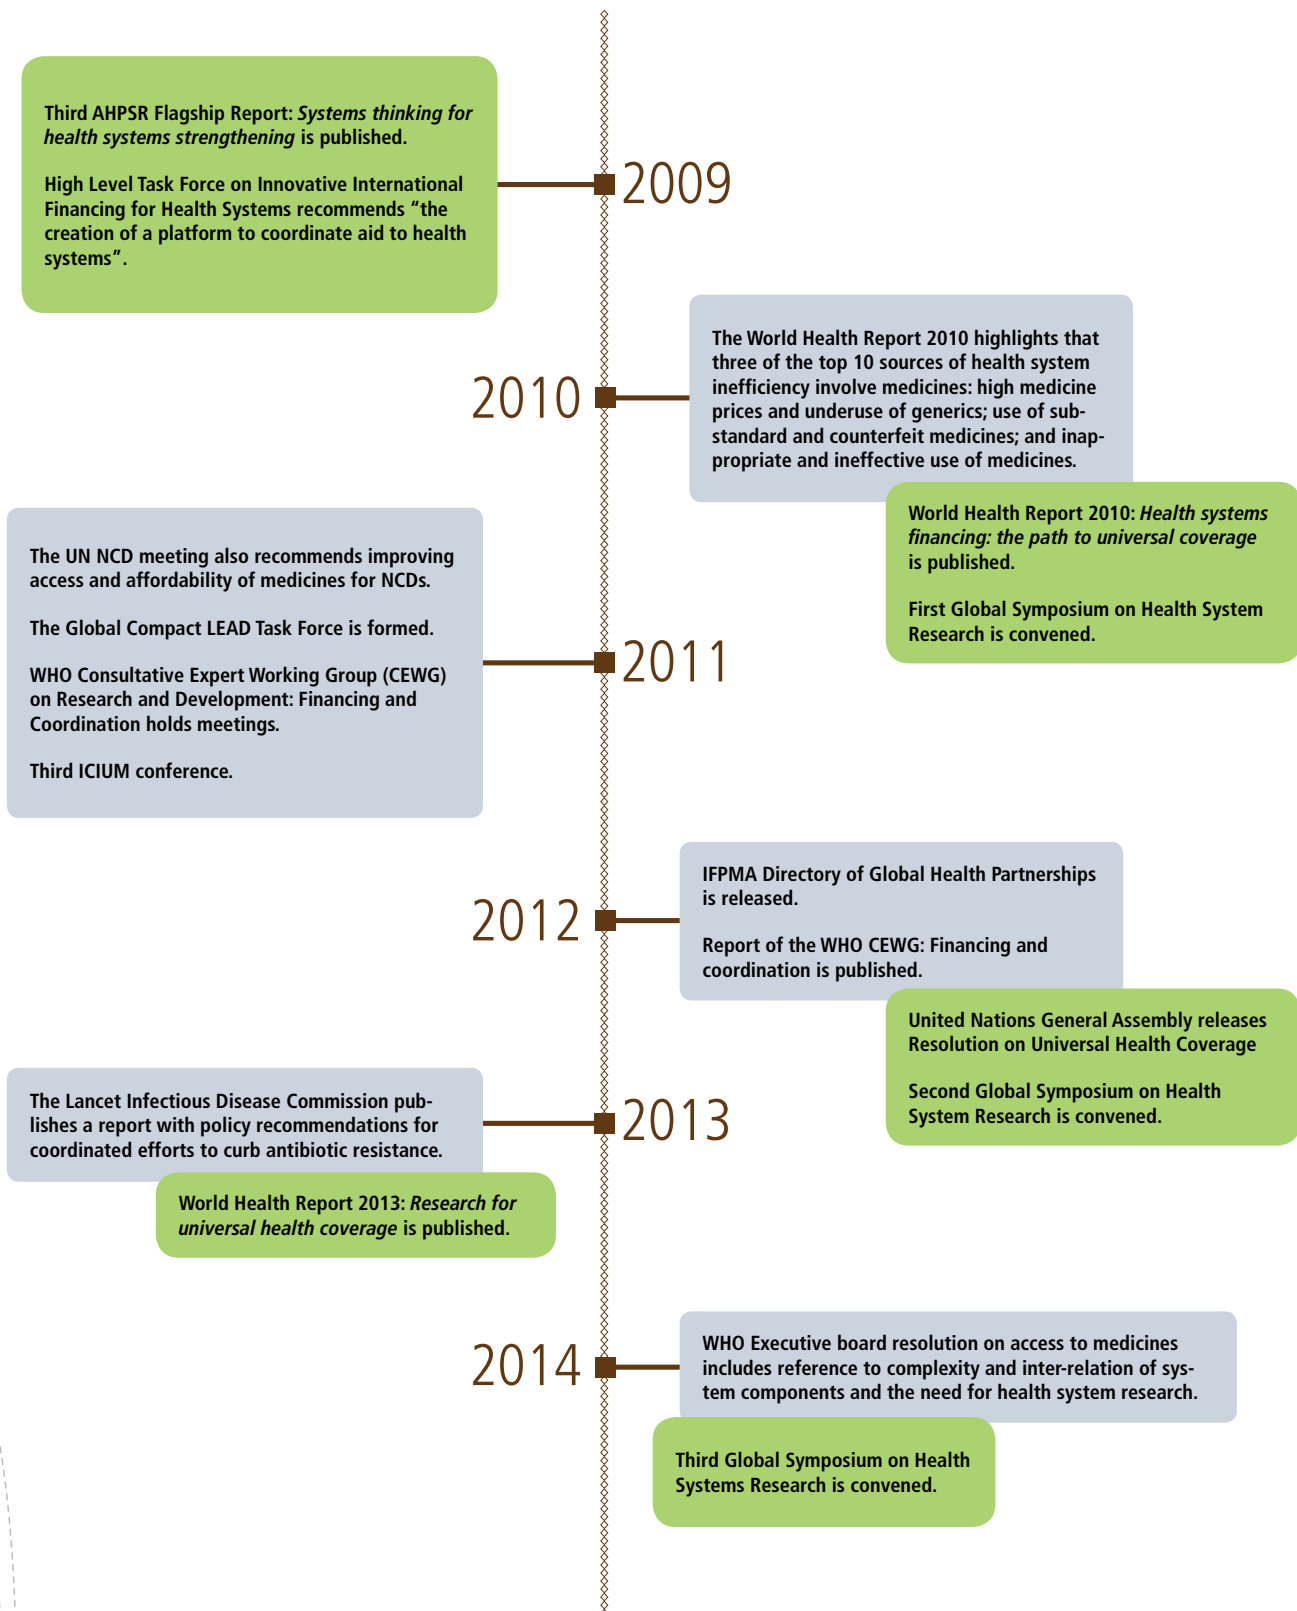 Third AHPSR Flagship Report: Systems thinking for
health systems strengthening is published.
High Level Task Force on Innovative International
Financing for Health Systems recommends “the
creation of a platform to coordinate aid to health
systems”.
2009
2010
The World Health Report 2010 highlights that
three of the top 10 sources of health system
inefficiency involve medicines: high medicine
prices and underuse of generics; use of sub-
standard and counterfeit medicines; and inap-
propriate and ineffective use of medicines.
World Health Report 2010: Health systems
financing: the path to universal coverage
is published.
First Global Symposium on Health System
Research is convened.
The UN NCD meeting also recommends improving
access and affordability of medicines for NCDs.
The Global Compact LEAD Task Force is formed.
WHO Consultative Expert Working Group (CEWG)
on Research and Development: Financing and
Coordination holds meetings.
Third ICIUM conference.
2011
2012
IFPMA Directory of Global Health Partnerships
is released.
Report of the WHO CEWG: Financing and
coordination is published.
United Nations General Assembly releases
Resolution on Universal Health Coverage
Second Global Symposium on Health
System Research is convened.
The Lancet Infectious Disease Commission pub-
lishes a report with policy recommendations for
coordinated efforts to curb antibiotic resistance.
2013
World Health Report 2013: Research for
universal health coverage is published.
2014
WHO Executive board resolution on access to medicines
includes reference to complexity and inter-relation of sys-
tem components and the need for health system research.
Third Global Symposium on Health
Systems Research is convened.